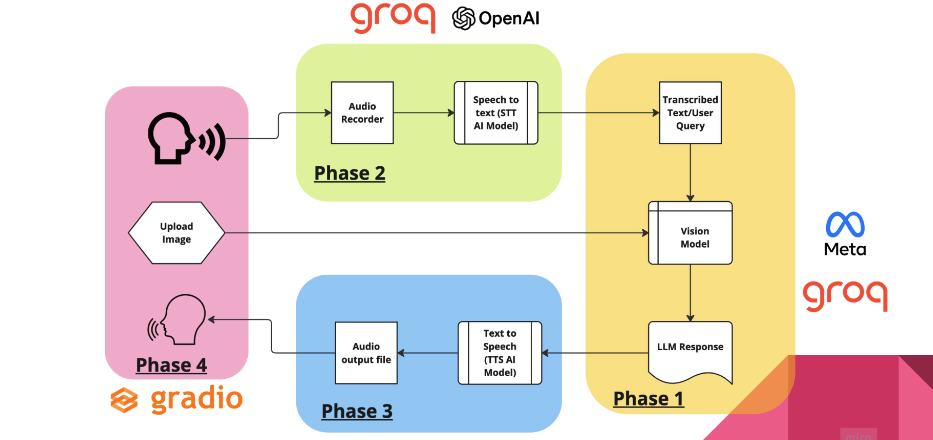 groq
OpenAI
Audio
Recorder
Speech to
text (STT
AI Model)
Transcribed
Text/User
Query
Phase 2
Upload
Image
Vision
Model
Meta
groq
Audio
output file
Text to
Speech
(TTS AI
Model)
LLM Response
Phase 4
gradio
Phase 3
Phase 1
miro